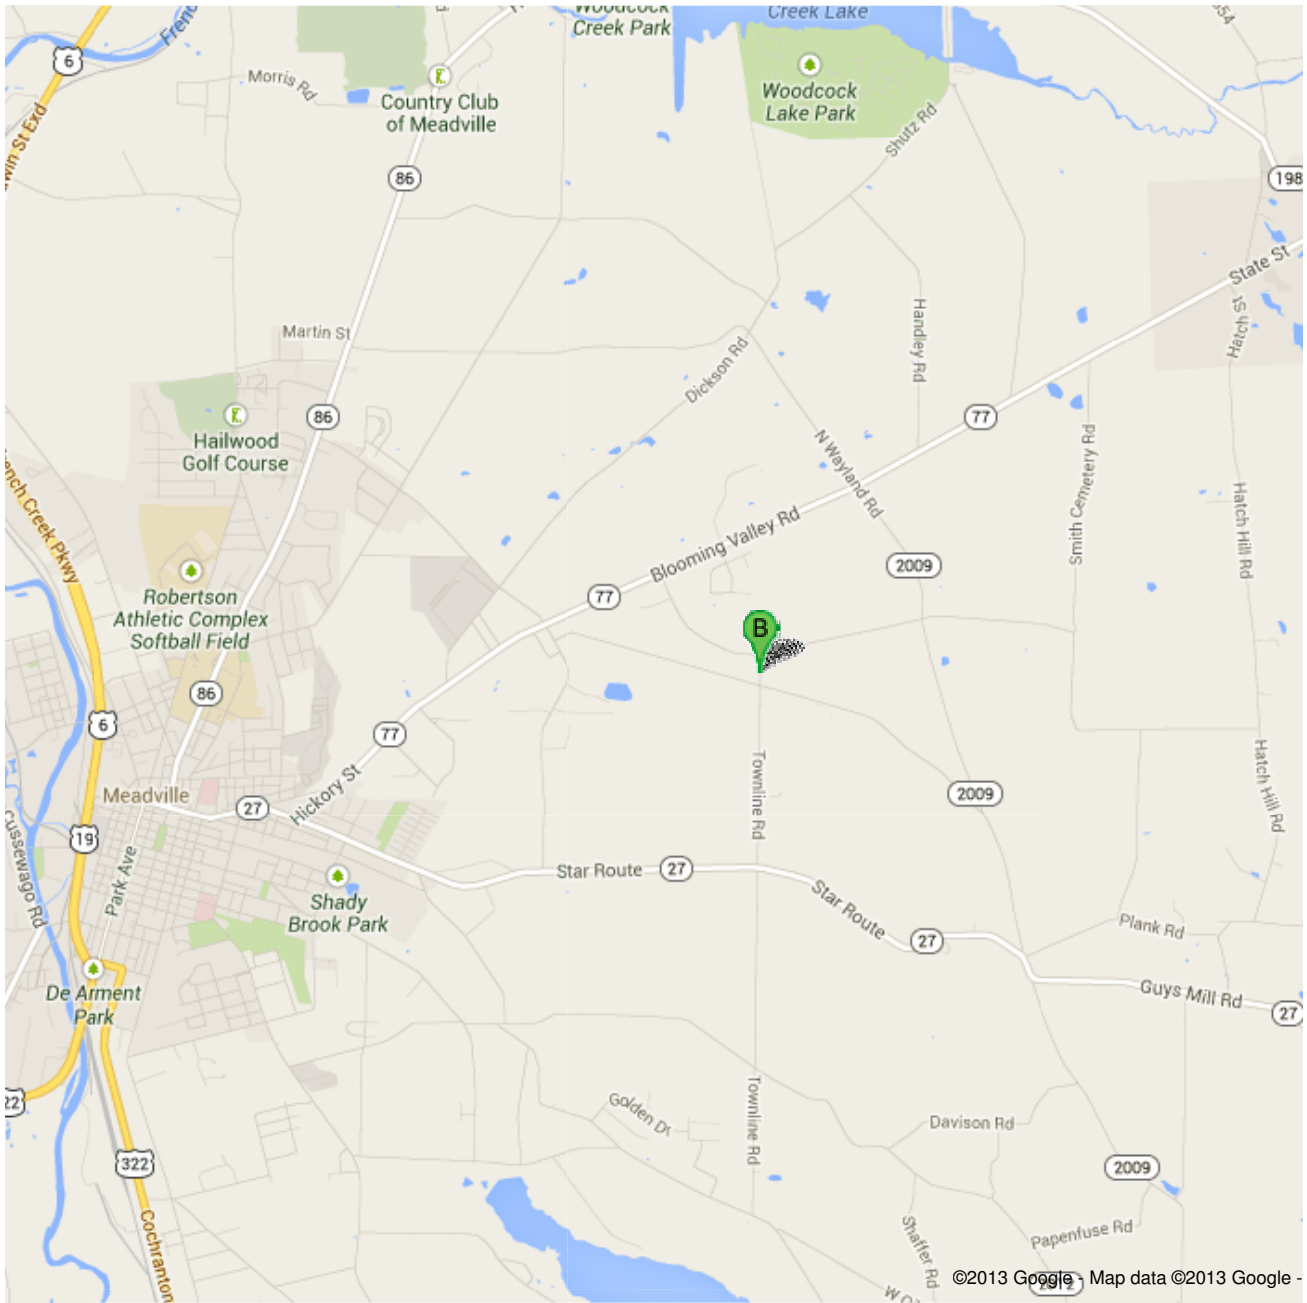 Woodcock
Creek Park
Creek Lake
6
Morris Rd
Country Club
of Meadville
Woodcock
Lake Park
Shutz Rd
86
198
State St
Hatch St
Martin St
Dickson Rd
Handley Rd
86
77
Hailwood
Golf Course
N Wayland Rd
Smith Cemetery Rd
Hatch Hill Rd
Blooming Valley Rd
2009
77
Robertson
Athletic Complex
Softball Field
B
86
6
77
Townline Rd
Hatch Hill Rd
Meadville
27
Hickory St
2009
19
Cussewago Rd
Park Ave
Star Route
27
Star Route
Shady
Brook Park
27
Plank Rd
De Arment
Park
Guys Mill Rd
27
22
Golden Dr
Townline Rd
Davison Rd
322
2009
Cochranton
Shaffer Rd
Papenfuse Rd
©2013 Google - Map data ©2013 Google -